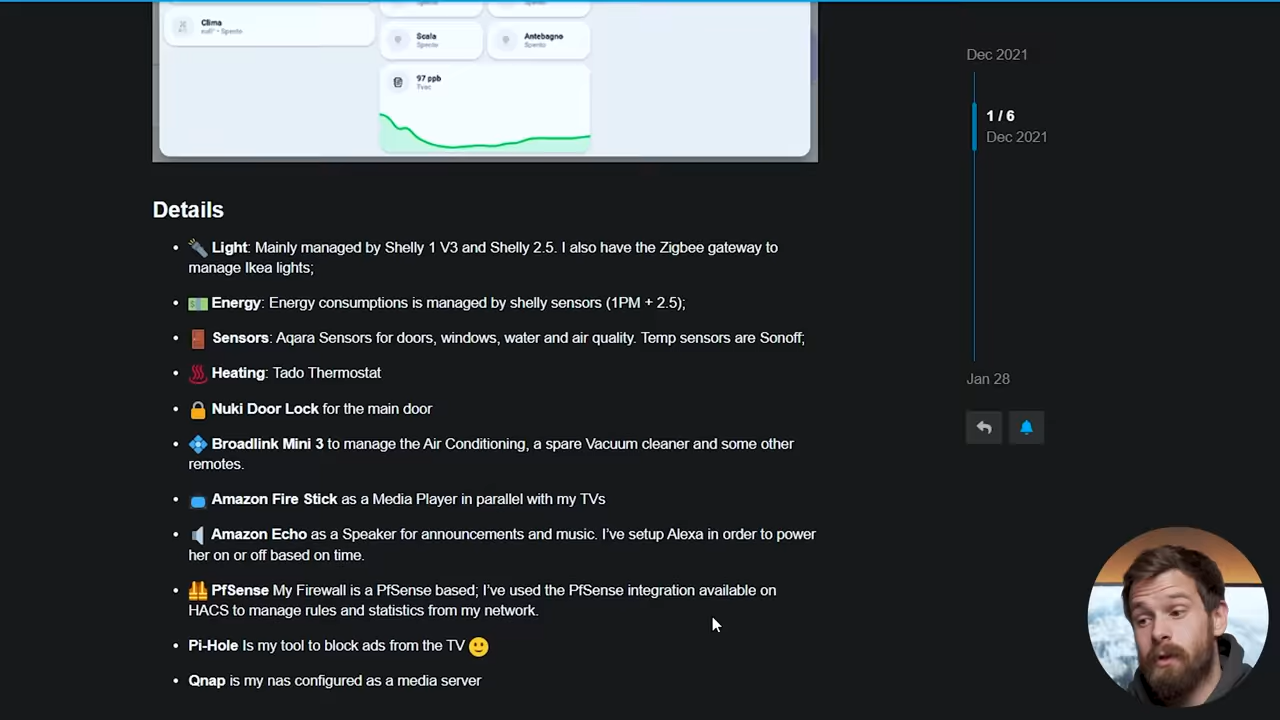 Clima
Spento
Scala
Spento
Antebagno
Spento
97 ppb
Tvoc
Dec 2021
1 / 6
Dec 2021
Details
Light: Mainly managed by Shelly 1 V3 and Shelly 2.5. I also have the Zigbee gateway to
manage Ikea lights;
Energy: Energy consumptions is managed by shelly sensors (1PM + 2.5);
Sensors: Aqara Sensors for doors, windows, water and air quality. Temp sensors are Sonoff;
Heating: Tado Thermostat
Jan 28
Nuki Door Lock for the main door
Broadlink Mini 3 to manage the Air Conditioning, a spare Vacuum cleaner and some other
remotes.
Amazon Fire Stick as a Media Player in parallel with my TVs
Amazon Echo as a Speaker for announcements and music. I've setup Alexa in order to power
her on or off based on time.
PfSense My Firewall is a PfSense based; I've used the PfSense integration available on
HACS to manage rules and statistics from my network.
Pi-Hole Is my tool to block ads from the TV
Qnap is my nas configured as a media server